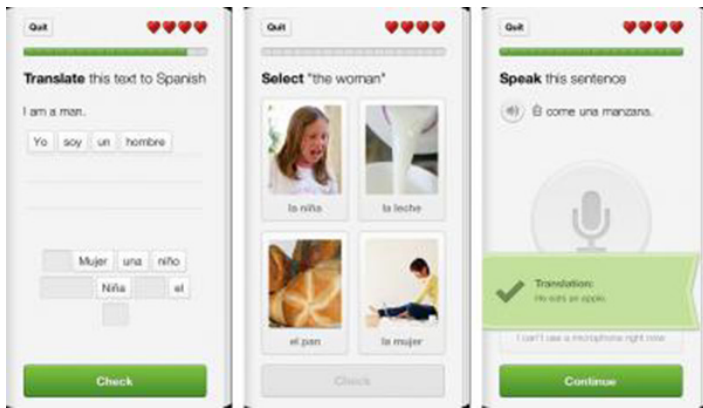 Quit
Translate this text to Spanish
I am a man.
Yo soy un hombre
Mujer una niño
Niña el
Check
Quit
Select "the woman"
la niña
la leche
el pan
la mujer
Check
Quit
Speak this sentence
Él come una manzana.
Translation:
He eats an apple.
I can't use a microphone right now
Continue